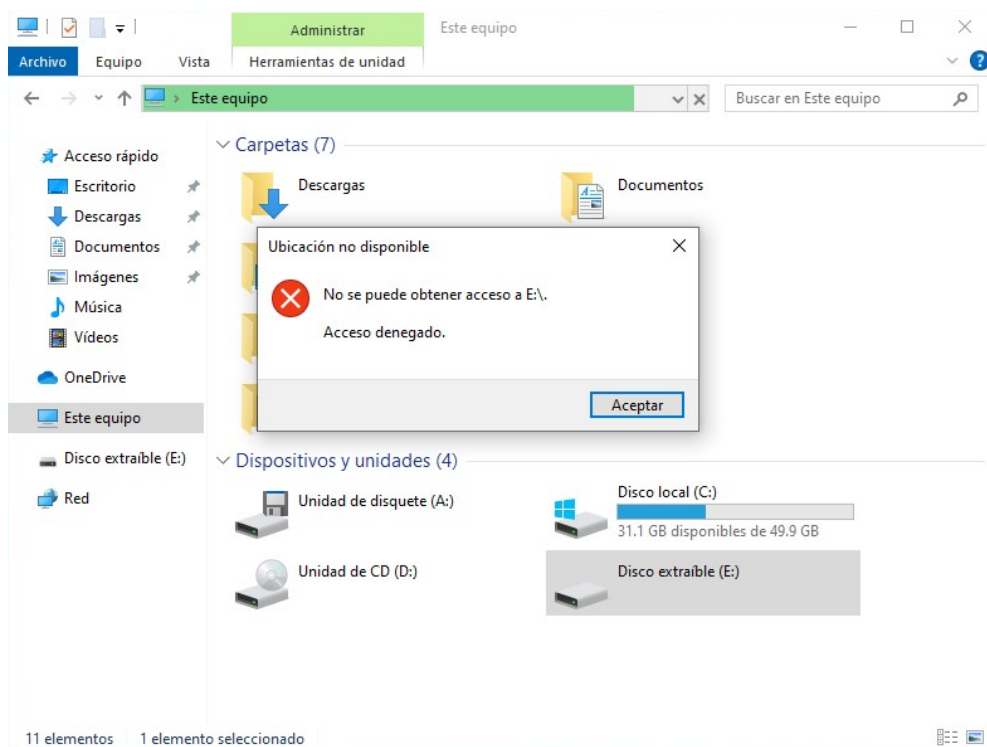 Administrar
Este equipo
Archivo
Equipo
Vista
Herramientas de unidad
?
Este equipo
Buscar en Este equipo
Acceso rápido
Escritorio
Descargas
Documentos
Imágenes
Música
Vídeos
OneDrive
Este equipo
Disco extraíble (E:)
Red
Carpetas (7)
Descargas
Documentos
Ubicación no disponible
No se puede obtener acceso a E:\.
Acceso denegado.
Aceptar
Dispositivos y unidades (4)
Unidad de disquete (A:)
Disco local (C:)
31.1 GB disponibles de 49.9 GB
Unidad de CD (D:)
Disco extraíble (E:)
11 elementos
1 elemento seleccionado